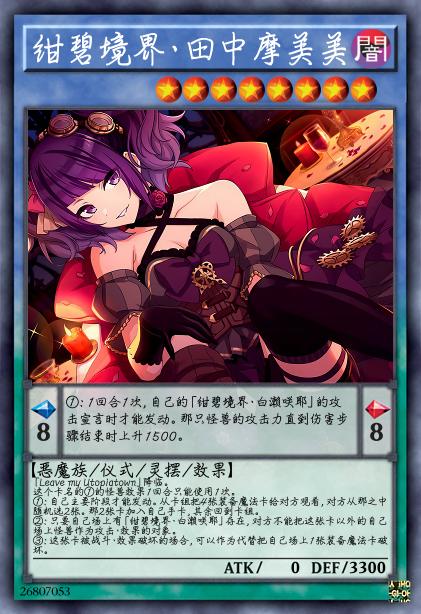 绀碧境界·田中摩美美
闇
①：1回合1次，自己的「绀碧境界·白濑咲耶」的攻
击宣言时才能发动。那只怪兽的攻击力直到伤害步
骤结束时上升1500。
8
8
【恶魔族/仪式/灵摆/效果】
「Leave my Utopiatown」降临。
这个卡名的①的怪兽效果1回合只能使用1次。
①：自己主要阶段才能发动。从卡组把4张装备魔法卡给对方观看，对方从那之中
随机选2张。那2张卡加入自己手卡，其余回到卡组。
②：只要自己场上有「绀碧境界·白濑咲耶」存在，对方不能把这张卡以外的自己
场上怪兽作为攻击·效果的对象。
③：这张卡被战斗·效果破坏的场合，可以作为代替把自己场上1张装备魔法卡破
坏。
ATK/ 0 DEF/3300
26807053